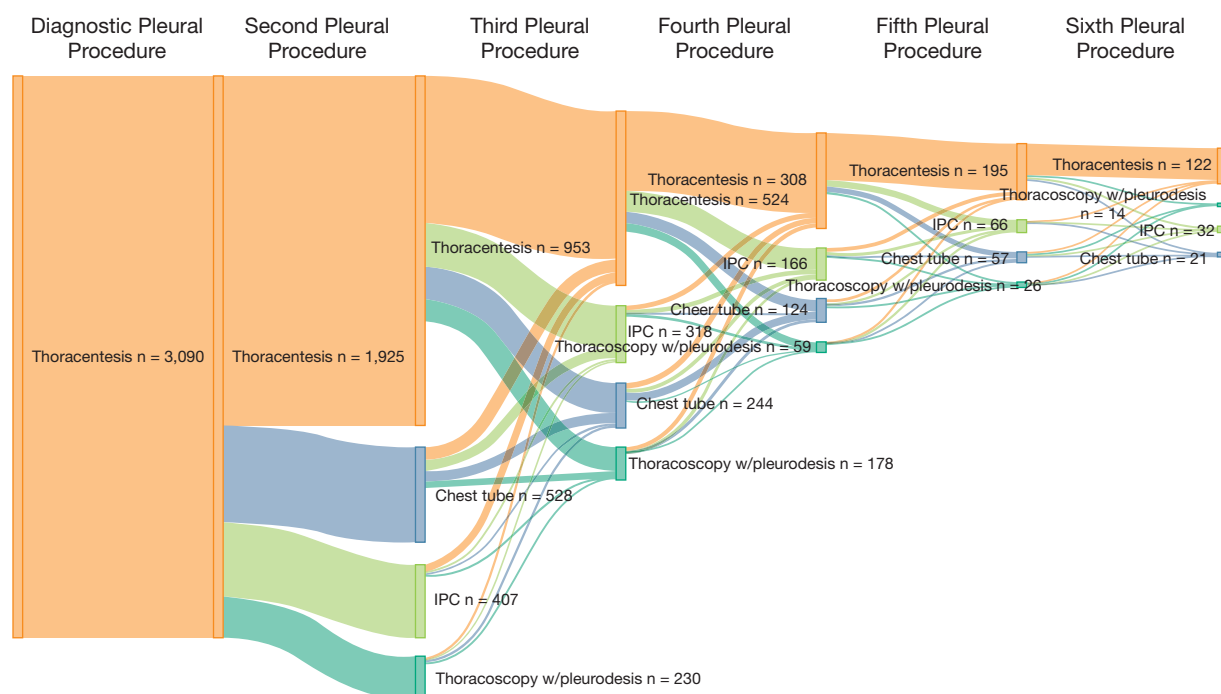 Diagnostic Pleural
Procedure
Second Pleural
Procedure
Third Pleural
Procedure
Fourth Pleural
Procedure
Fifth Pleural
Procedure
Sixth Pleural
Procedure
Thoracentesis n = 3,090
Thoracentesis n = 1,925
Chest tube n = 528
IPC n = 407
Thoracoscopy w/pleurodesis n = 230
Thoracentesis n = 953
IPC n = 318
Chest tube n = 244
Thoracoscopy w/pleurodesis n = 178
Thoracentesis n = 308
Thoracentesis n = 524
IPC n = 166
Cheer tube n = 124
Thoracoscopy w/pleurodesis n = 59
Thoracentesis n = 195
IPC n = 66
Chest tube n = 57
Thoracoscopy w/pleurodesis n = 26
Thoracentesis n = 122
Thoracoscopy w/pleurodesis
n = 14
IPC n = 32
Chest tube n = 21